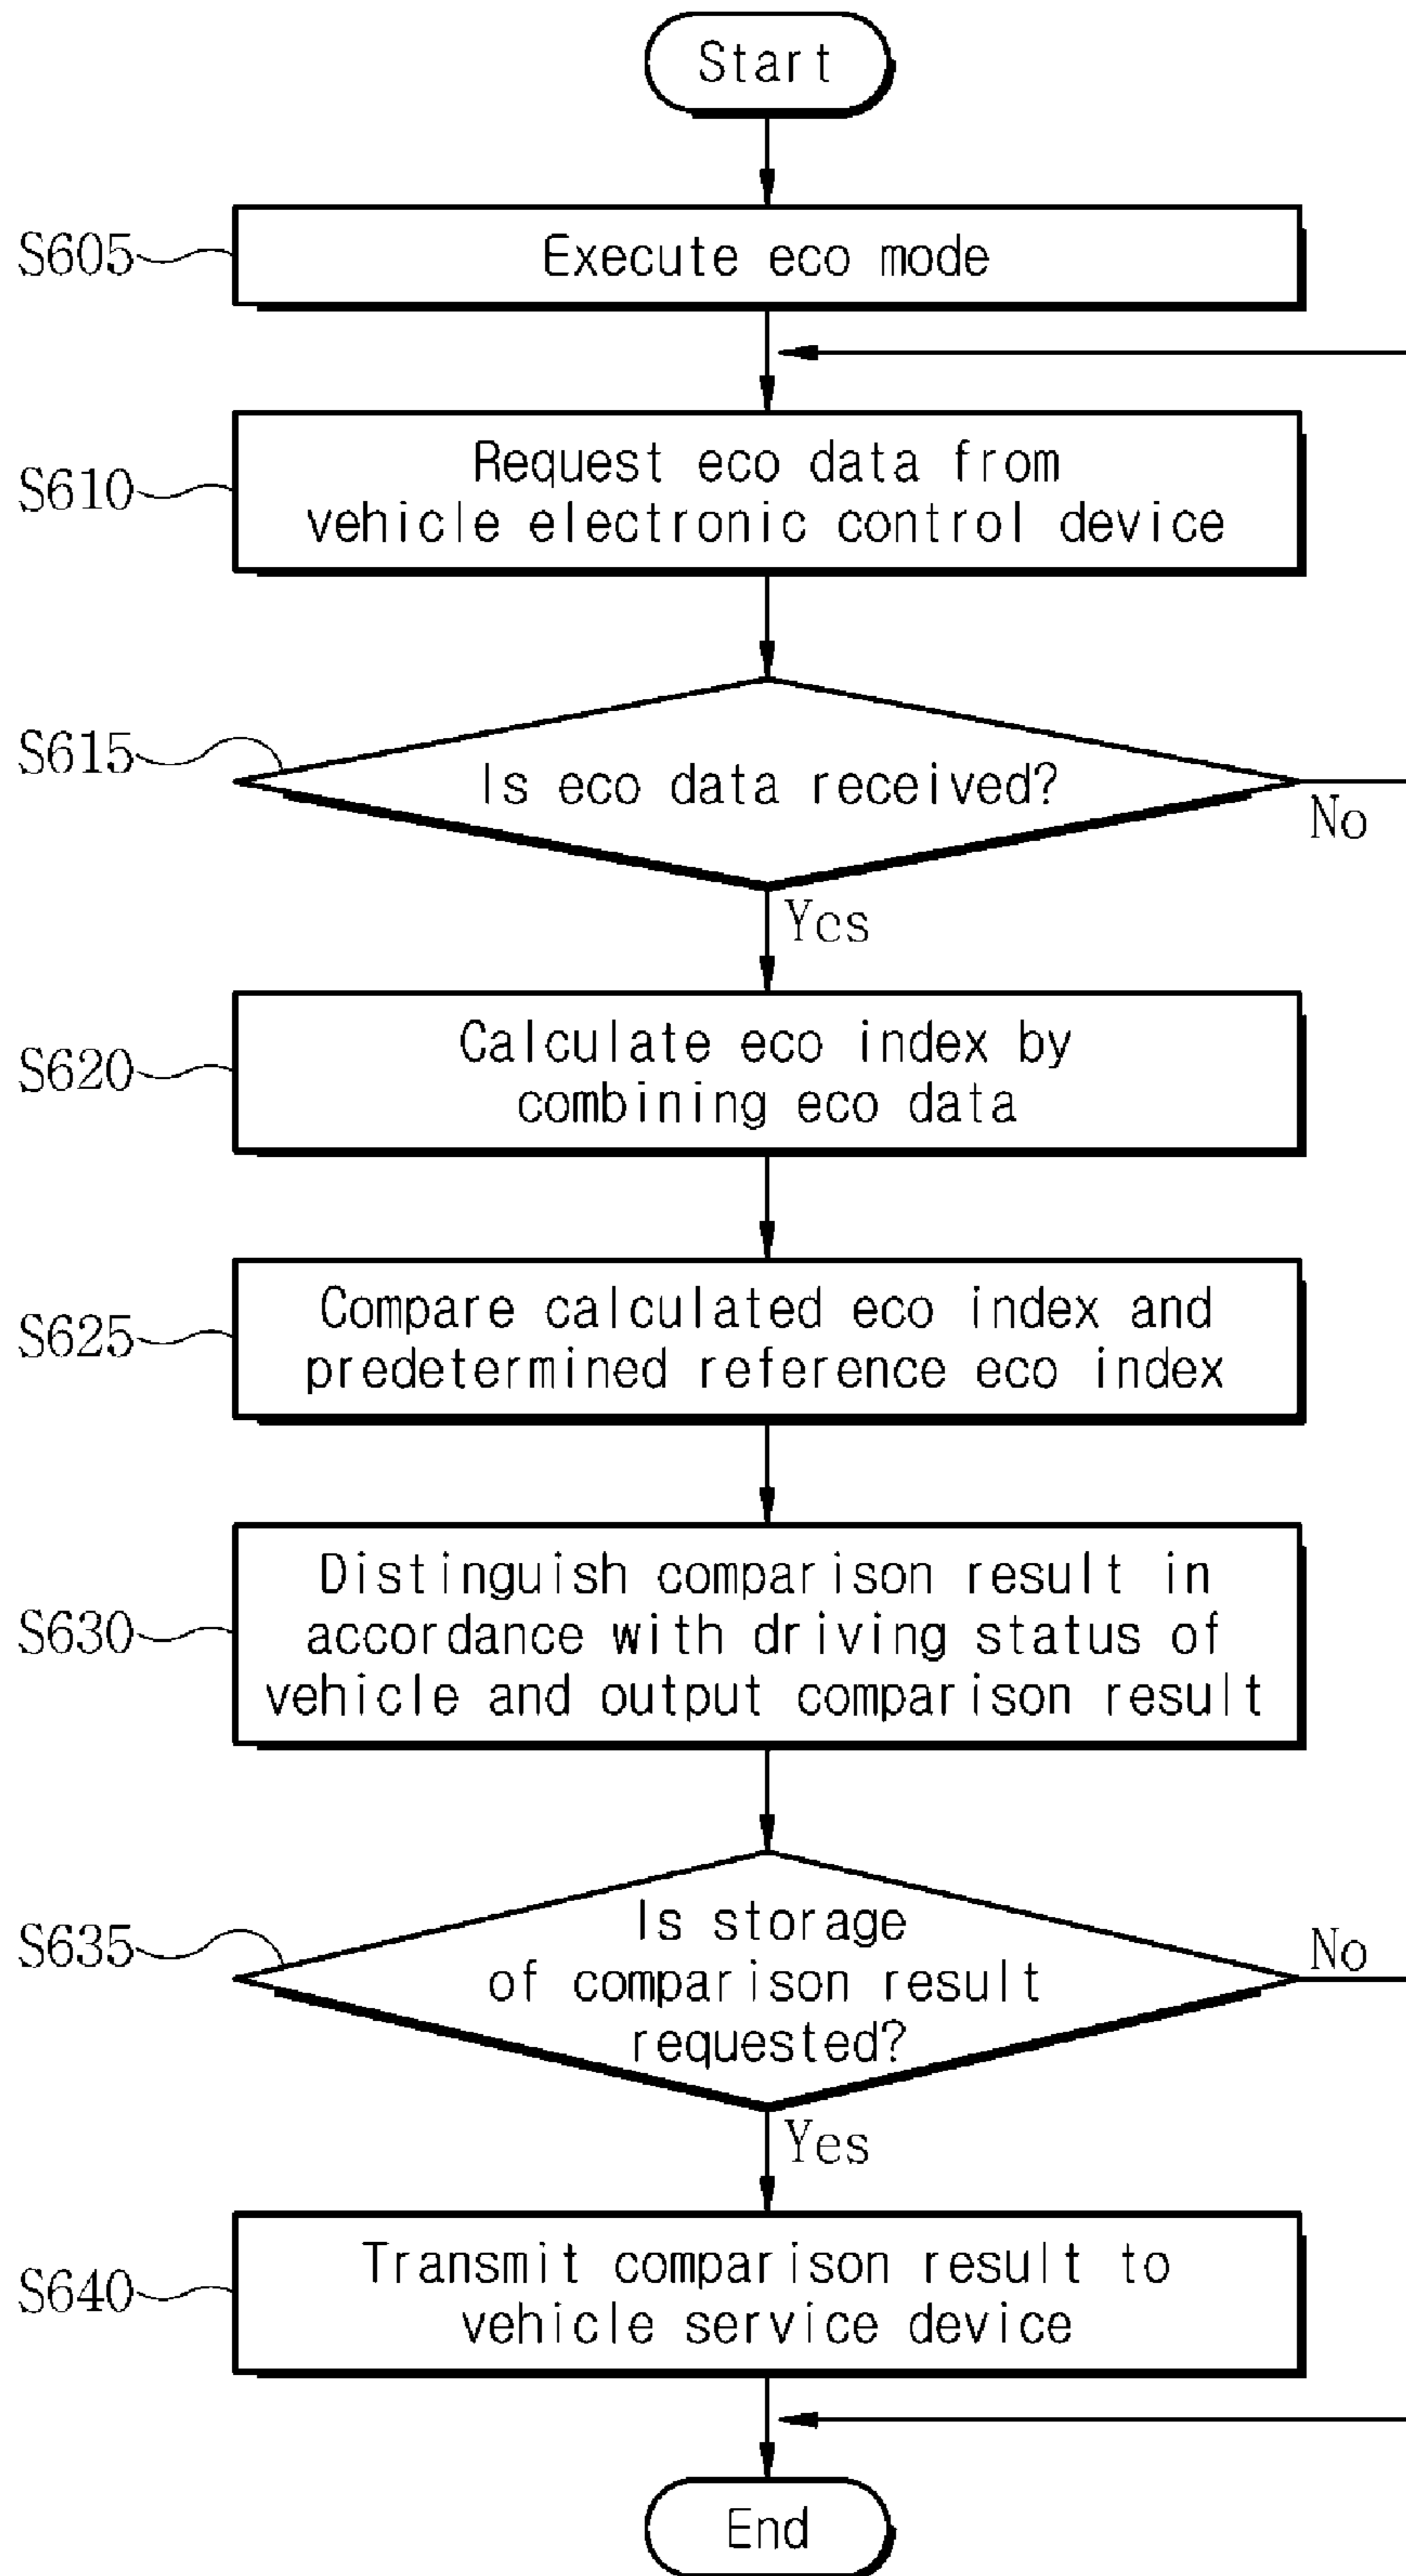 Start
S605
Execute eco mode
S610
Request eco data from
vehicle electronic control device
S615
Is eco data received?
No
Yes
S620
Calculate eco index by
combining eco data
S625
Compare calculated eco index and
predetermined reference eco index
S630
Distinguish comparison result in
accordance with driving status of
vehicle and output comparison result
S635
Is storage
of comparison result
requested?
No
Yes
S640
Transmit comparison result to
vehicle service device
End